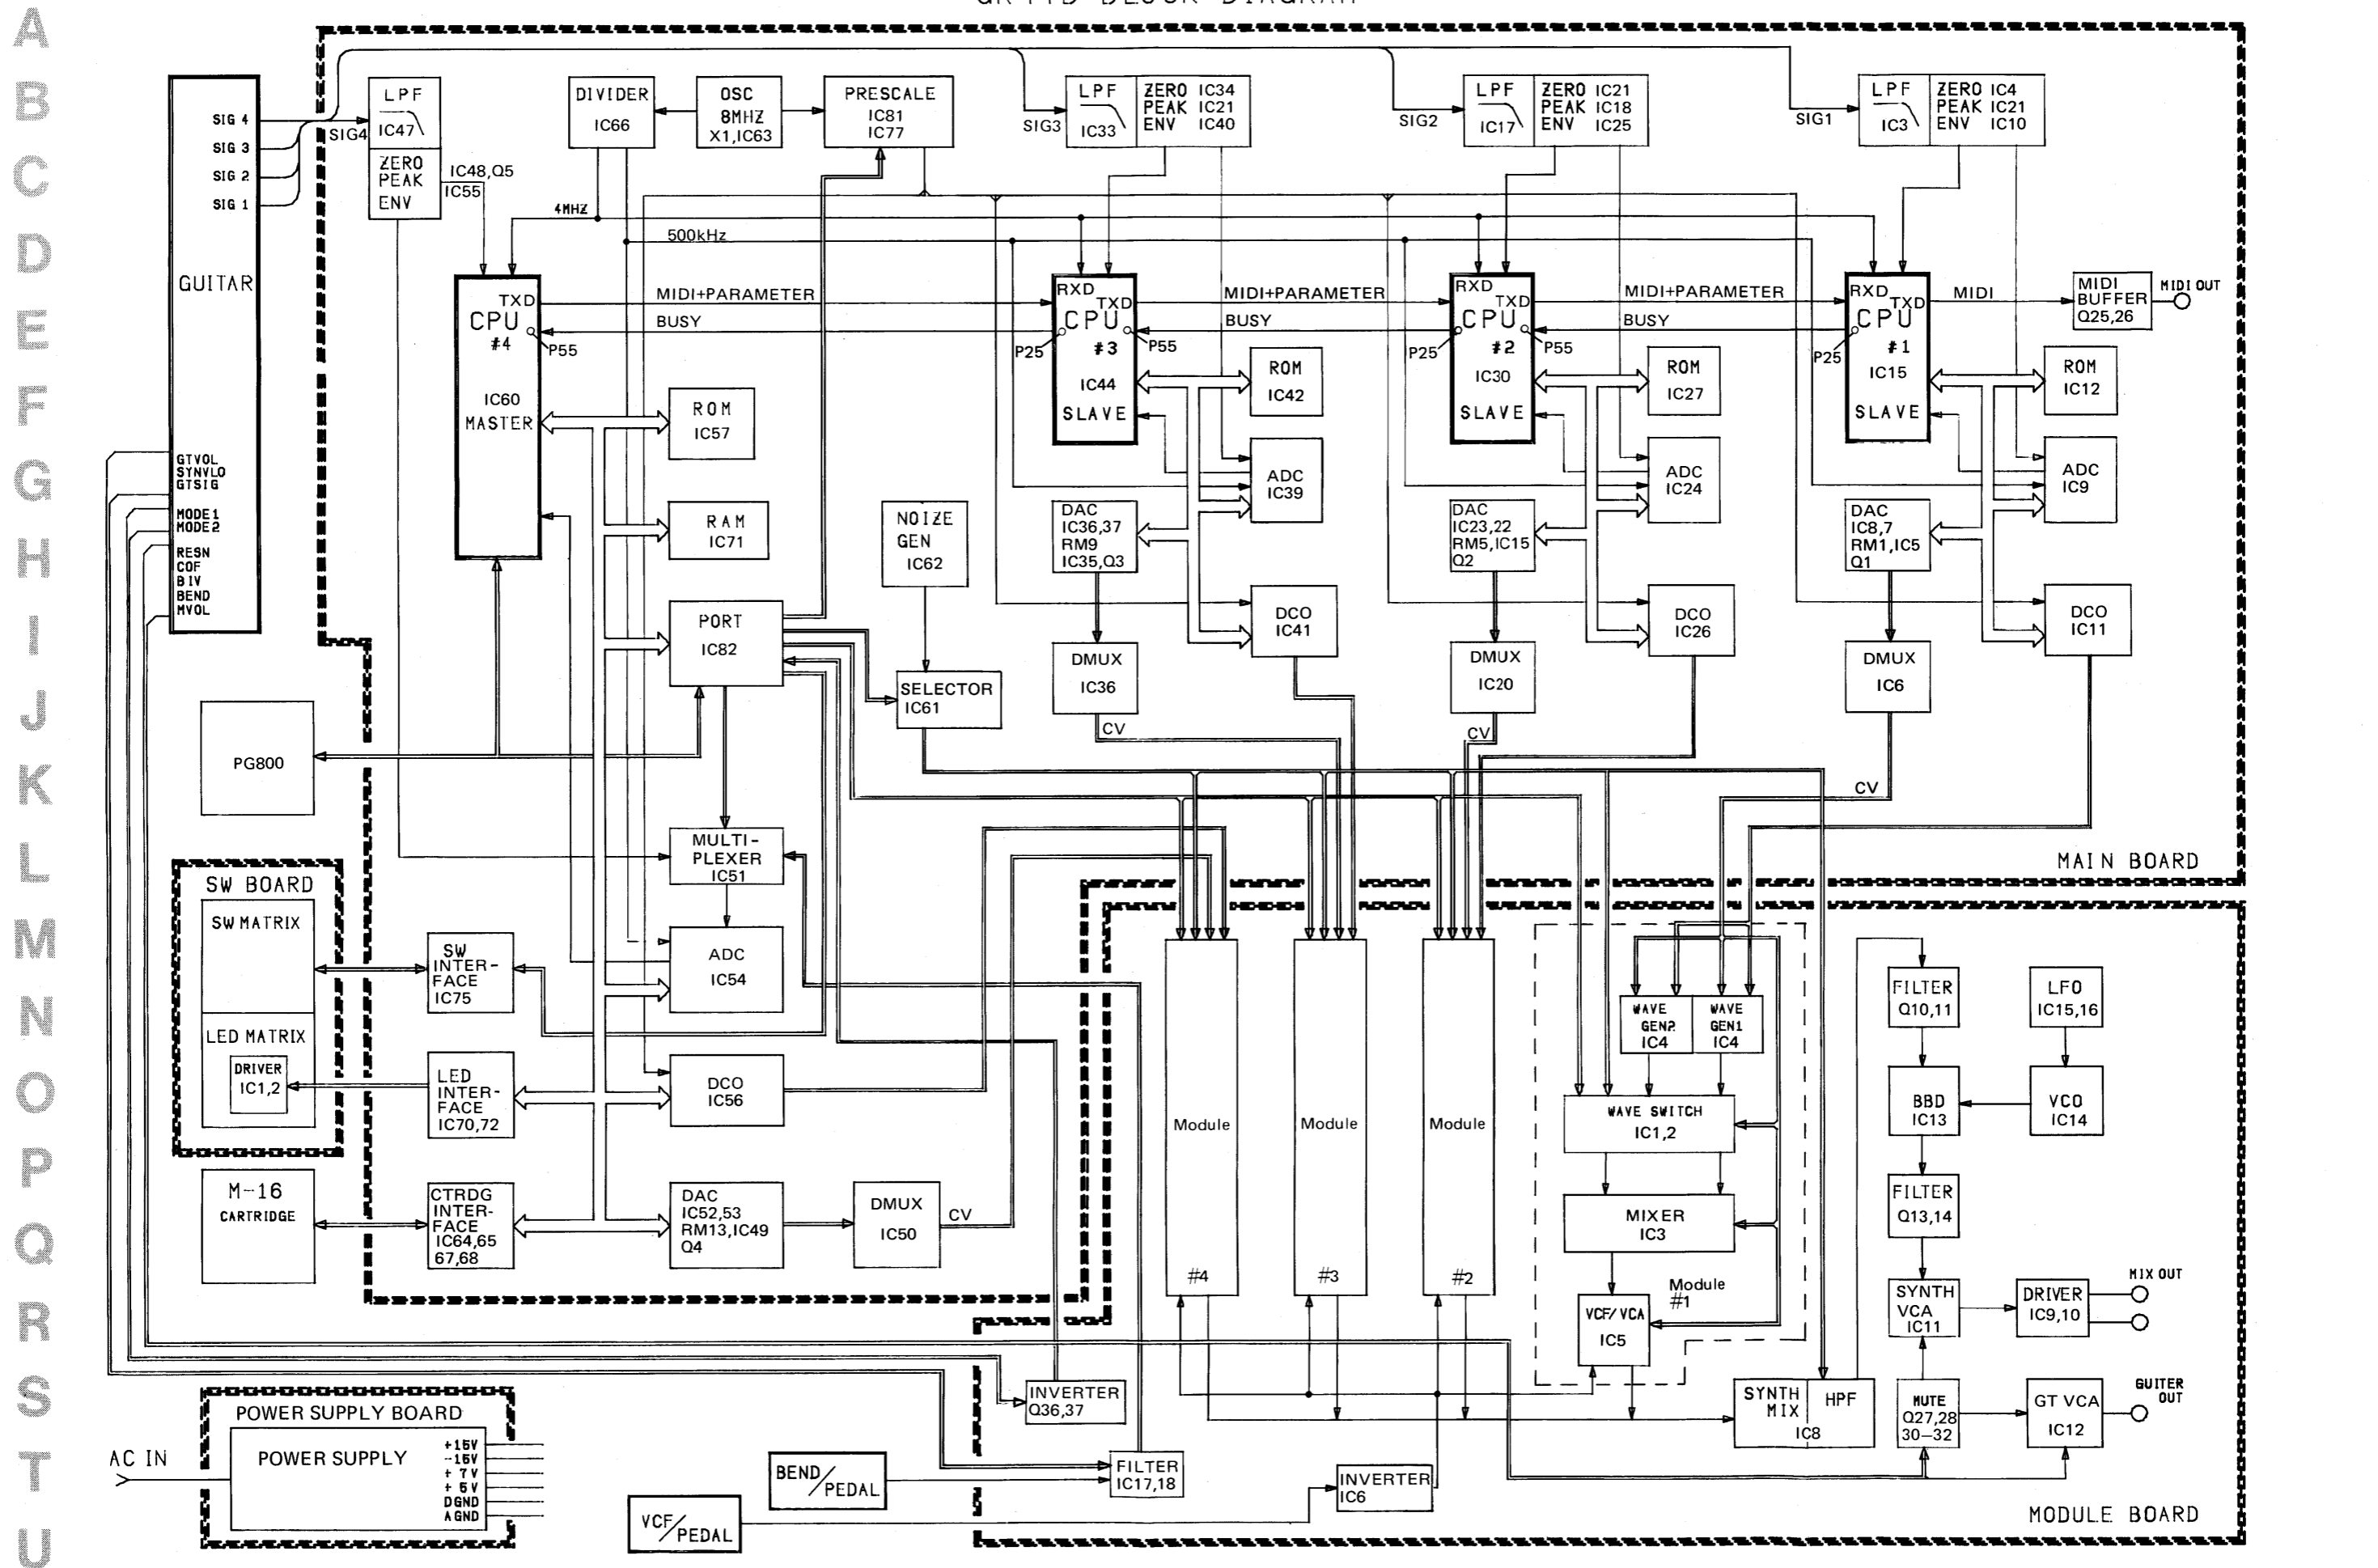 A
B
C
D
E
F
G
H
I
J
K
L
M
N
O
P
Q
R
S
T
U
SIG 4
SIG 3
SIG 2
SIG 1
GUITAR
GTVOL
SYNVLO
GTSIG
MODE1
MODE2
RESN
COF
BIV
BEND
MVOL
SIG4
LPF
IC47
ZERO
PEAK
ENV
IC48,Q5
IC55
DIVIDER
IC66
OSC
8MHZ
X1,IC63
PRESCALE
IC81
IC77
SIG3
LPF
IC33
ZERO IC34
PEAK IC21
ENV IC40
SIG2
LPF
IC17
ZERO IC21
PEAK IC18
ENV IC25
SIG1
LPF
IC3
ZERO IC4
PEAK IC21
ENV IC10
4MHZ
500kHz
TXD
CPU
#4
P55
IC60
MASTER
MIDI+PARAMETER
BUSY
RXD
TXD
CPU
P25
#3
P55
IC44
SLAVE
MIDI+PARAMETER
BUSY
RXD
TXD
CPU
P25
#2
P55
IC30
SLAVE
MIDI+PARAMETER
BUSY
RXD
TXD
CPU
P25
#1
IC15
SLAVE
MIDI
MIDI
BUFFER
Q25,26
MIDI OUT
ROM
IC57
RAM
IC71
ROM
IC42
ROM
IC27
ROM
IC12
ADC
IC39
ADC
IC24
ADC
IC9
NOIZE
GEN
IC62
DAC
IC36,37
RM9
IC35,Q3
DAC
IC23,22
RM5,IC15
Q2
DAC
IC8,7
RM1,IC5
Q1
PORT
IC82
DCO
IC41
DCO
IC26
DCO
IC11
SELECTOR
IC61
DMUX
IC36
DMUX
IC20
DMUX
IC6
CV
CV
CV
PG800
MULTI-
PLEXER
IC51
MAIN BOARD
SW BOARD
SW MATRIX
LED MATRIX
DRIVER
IC1,2
SW
INTER-
FACE
IC75
ADC
IC54
LED
INTER-
FACE
IC70,72
DCO
IC56
M-16
CARTRIDGE
CTRDG
INTER-
FACE
IC64,65
67,68
DAC
IC52,53
RM13,IC49
Q4
DMUX
IC50
CV
Module
#4
Module
#3
Module
#2
WAVE
GEN2
IC4
WAVE
GEN1
IC4
WAVE SWITCH
IC1,2
MIXER
IC3
Module
#1
VCF/VCA
IC5
FILTER
Q10,11
LFO
IC15,16
BBD
IC13
VCO
IC14
FILTER
Q13,14
SYNTH
VCA
IC11
DRIVER
IC9,10
MIX OUT
SYNTH
MIX
HPF
IC8
MUTE
Q27,28
30-32
GT VCA
IC12
GUITER
OUT
INVERTER
Q36,37
FILTER
IC17,18
BEND/
PEDAL
VCF/
PEDAL
INVERTER
IC6
MODULE BOARD
POWER SUPPLY BOARD
POWER SUPPLY
+15V
-15V
+ 7V
+ 5V
DGND
AGND
AC IN